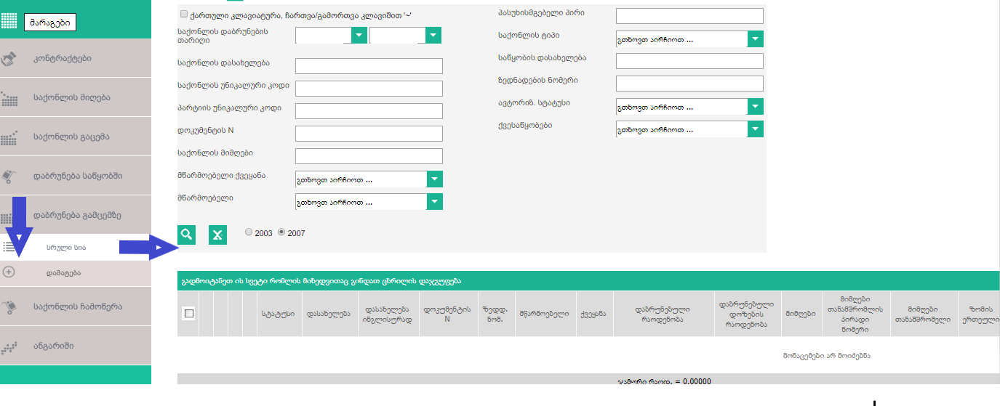 მარაგები
კონტრაქტები
საქონლის მიღება
საქონლის გაცემა
დაბრუნება საწყობში
დაბრუნება გამცემზე
სრული სია
დამატება
საქონლის ჩამოწერა
ანგარიში
ქართული კლავიატურა, ჩართვა/გამორთვა კლავიშით '~'
საქონლის დაბრუნების
თარიღი
საქონლის დასახელება
საქონლის უნიკალური კოდი
პარტიის უნიკალური კოდი
დოკუმენტის N
საქონლის მიმღები
მწარმოებელი ქვეყანა
გთხოვთ აირჩიოთ ...
მწარმოებელი
გთხოვთ აირჩიოთ ...
პასუხისმგებელი პირი
საქონლის ტიპი
გთხოვთ აირჩიოთ ...
საწყობის დასახელება
ზედნადების ნომერი
ავტორიზ. სტატუსი
გთხოვთ აირჩიოთ ...
ქვესაწყობები
გთხოვთ აირჩიოთ ...
2003 2007
გადმოიტანეთ ის სვეტი რომლის მიხედვითაც გინდათ ცხრილის დაჯგუფება
სტატუსი
დასახელება
დასახელება
ინგლისურად
დოკუმენტის
N
ზედდ.
ნომ.
მწარმოებელი
ქვეყანა
დაბრუნებული
რაოდენობა
დაბრუნებული
დოზების
რაოდენობა
მიმღები
მიმღები
თანამშრომლის
პირადი
ნომერი
მიმღები
თანამშრომელი
ზომის
ერთეული
მონაცემები არ მოიძებნა
ჯამური რაოდ. = 0.00000